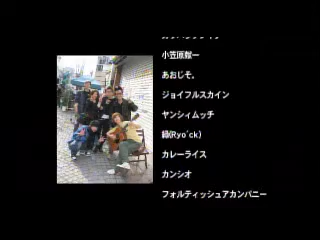 小笠原毅一
あおじそ。
ジョイフルスカイン
ヤンシィムッチ
緑(Ryo'ck)
カレーライス
カンシオ
フォルティッシュアカンパニー